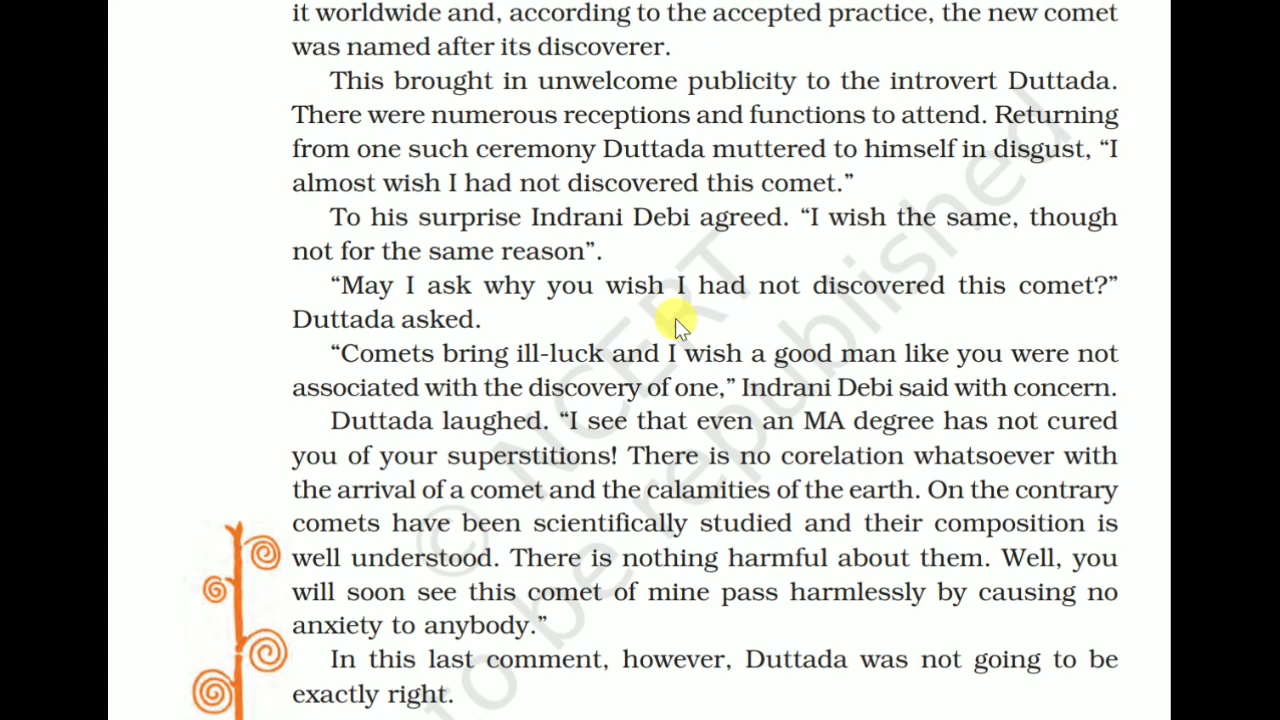 it worldwide and, according to the accepted practice, the new comet
was named after its discoverer.
This brought in unwelcome publicity to the introvert Duttada.
There were numerous receptions and functions to attend. Returning
from one such ceremony Duttada muttered to himself in disgust, “I
almost wish I had not discovered this comet.”
To his surprise Indrani Debi agreed. “I wish the same, though
not for the same reason”.
“May I ask why you wish I had not discovered this comet?”
Duttada asked.
“Comets bring ill-luck and I wish a good man like you were not
associated with the discovery of one,” Indrani Debi said with concern.
Duttada laughed. “I see that even an MA degree has not cured
you of your superstitions! There is no corelation whatsoever with
the arrival of a comet and the calamities of the earth. On the contrary
comets have been scientifically studied and their composition is
well understood. There is nothing harmful about them. Well, you
will soon see this comet of mine pass harmlessly by causing no
anxiety to anybody.”
In this last comment, however, Duttada was not going to be
exactly right.
© NCERT
to be republished